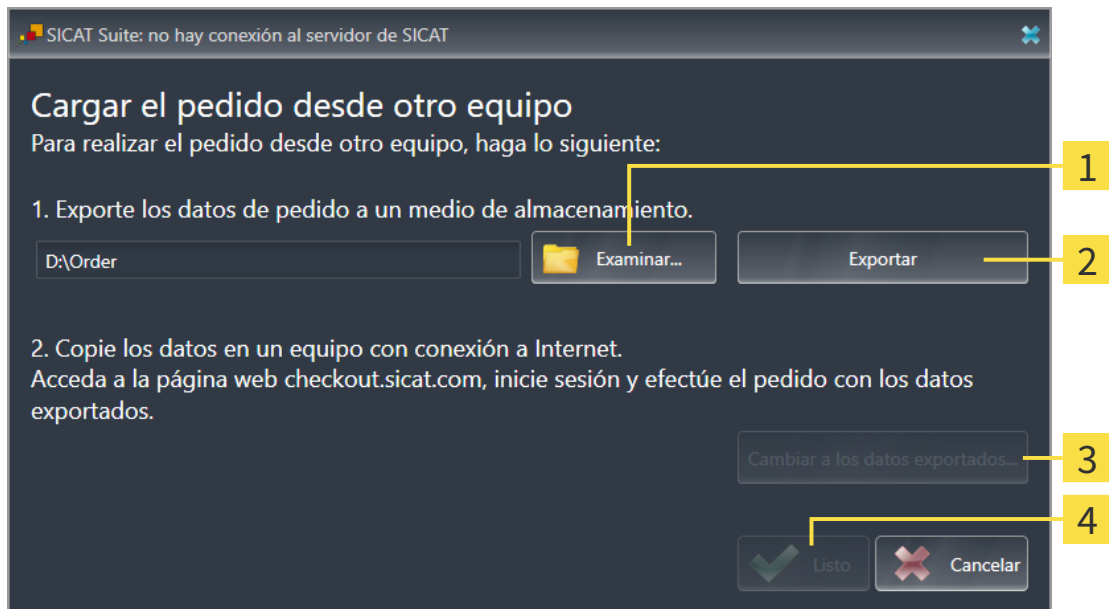 SICAT Suite: no hay conexión al servidor de SICAT
Cargar el pedido desde otro equipo
Para realizar el pedido desde otro equipo, haga lo siguiente:
1
1. Exporte los datos de pedido a un medio de almacenamiento.
D:\Order
Examinar...
Exportar
2
2. Copie los datos en un equipo con conexión a Internet.
Acceda a la página web checkout.sicat.com, inicie sesión y efectúe el pedido con los datos
exportados.
Cambiar a los datos exportados...
3
4
Listo
Cancelar